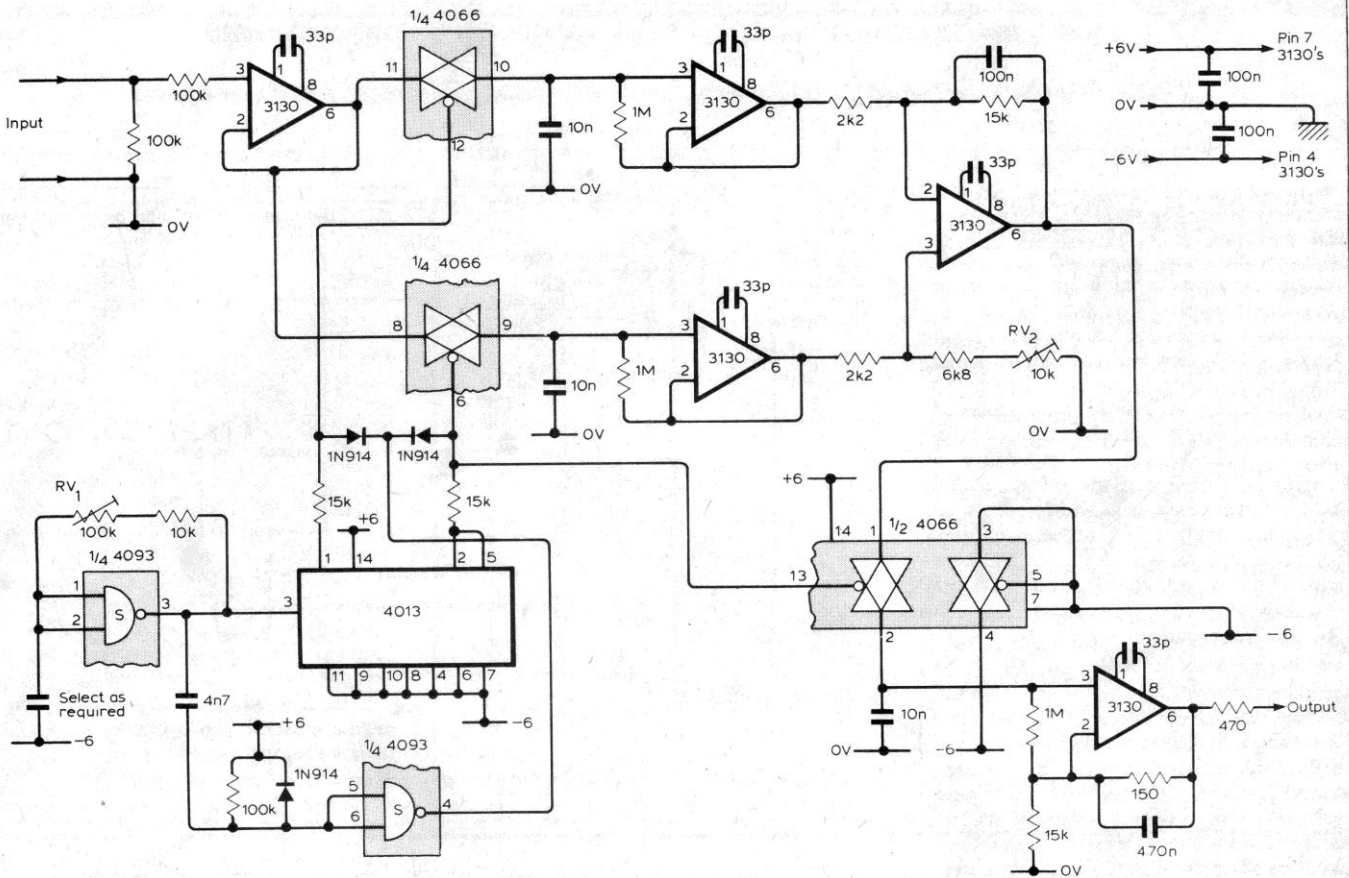 1/4 4066
33p
11
10
12
3
1
8
3130
2
6
100k
100k
Input
0V
10n
0V
1M
33p
3
1
8
3130
2
6
2k2
100n
15k
33p
1
8
2
3130
3
6
+6V
Pin 7
3130's
100n
0V
100n
-6V
Pin 4
3130's
1/4 4066
8
9
6
10n
0V
1M
33p
3
1
8
3130
2
6
2k2
6k8
RV2
10k
0V
1N914
1N914
15k
15k
+6
1
14
2
5
3
4013
11
9
10
8
4
6
7
-6
RV1
100k
10k
1/4 4093
1
2
S
3
Select as
required
-6
4n7
+6
1N914
100k
1/4 4093
5
6
S
4
+6
14
1
1/2 4066
3
13
5
7
2
4
-6
10n
0V
-6
1M
33p
3
1
8
3130
2
6
470
Output
150
470n
15k
0V